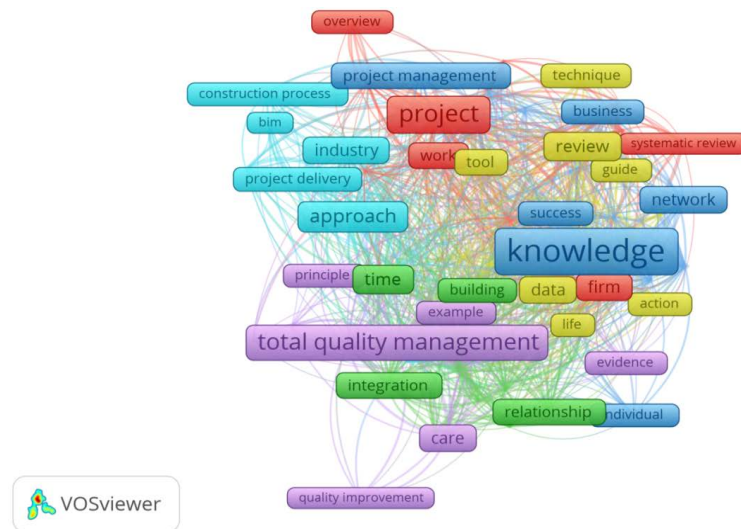 overview
project management
technique
construction process
project
business
bim
work
review
systematic review
industry
tool
guide
project delivery
network
approach
success
knowledge
principle
time
building
data
firm
action
example
life
total quality management
evidence
integration
relationship
individual
care
quality improvement
VOSviewer